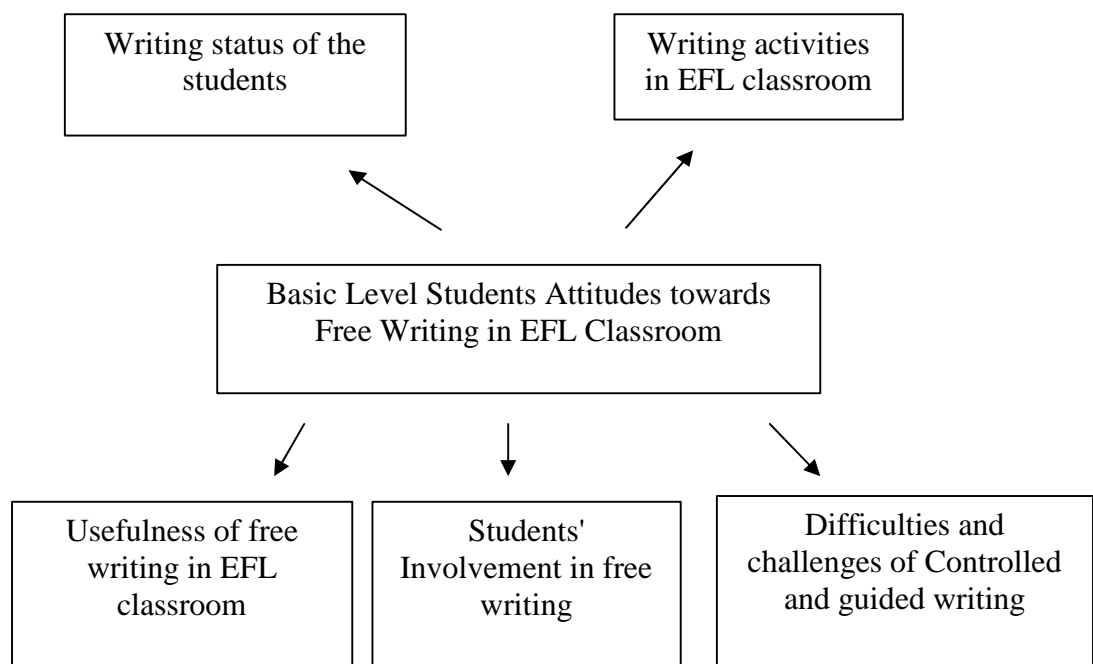 Writing status of the
students
Writing activities
in EFL classroom
Basic Level Students Attitudes towards
Free Writing in EFL Classroom
Usefulness of free
writing in EFL
classroom
Students'
Involvement in free
writing
Difficulties and
challenges of Controlled
and guided writing